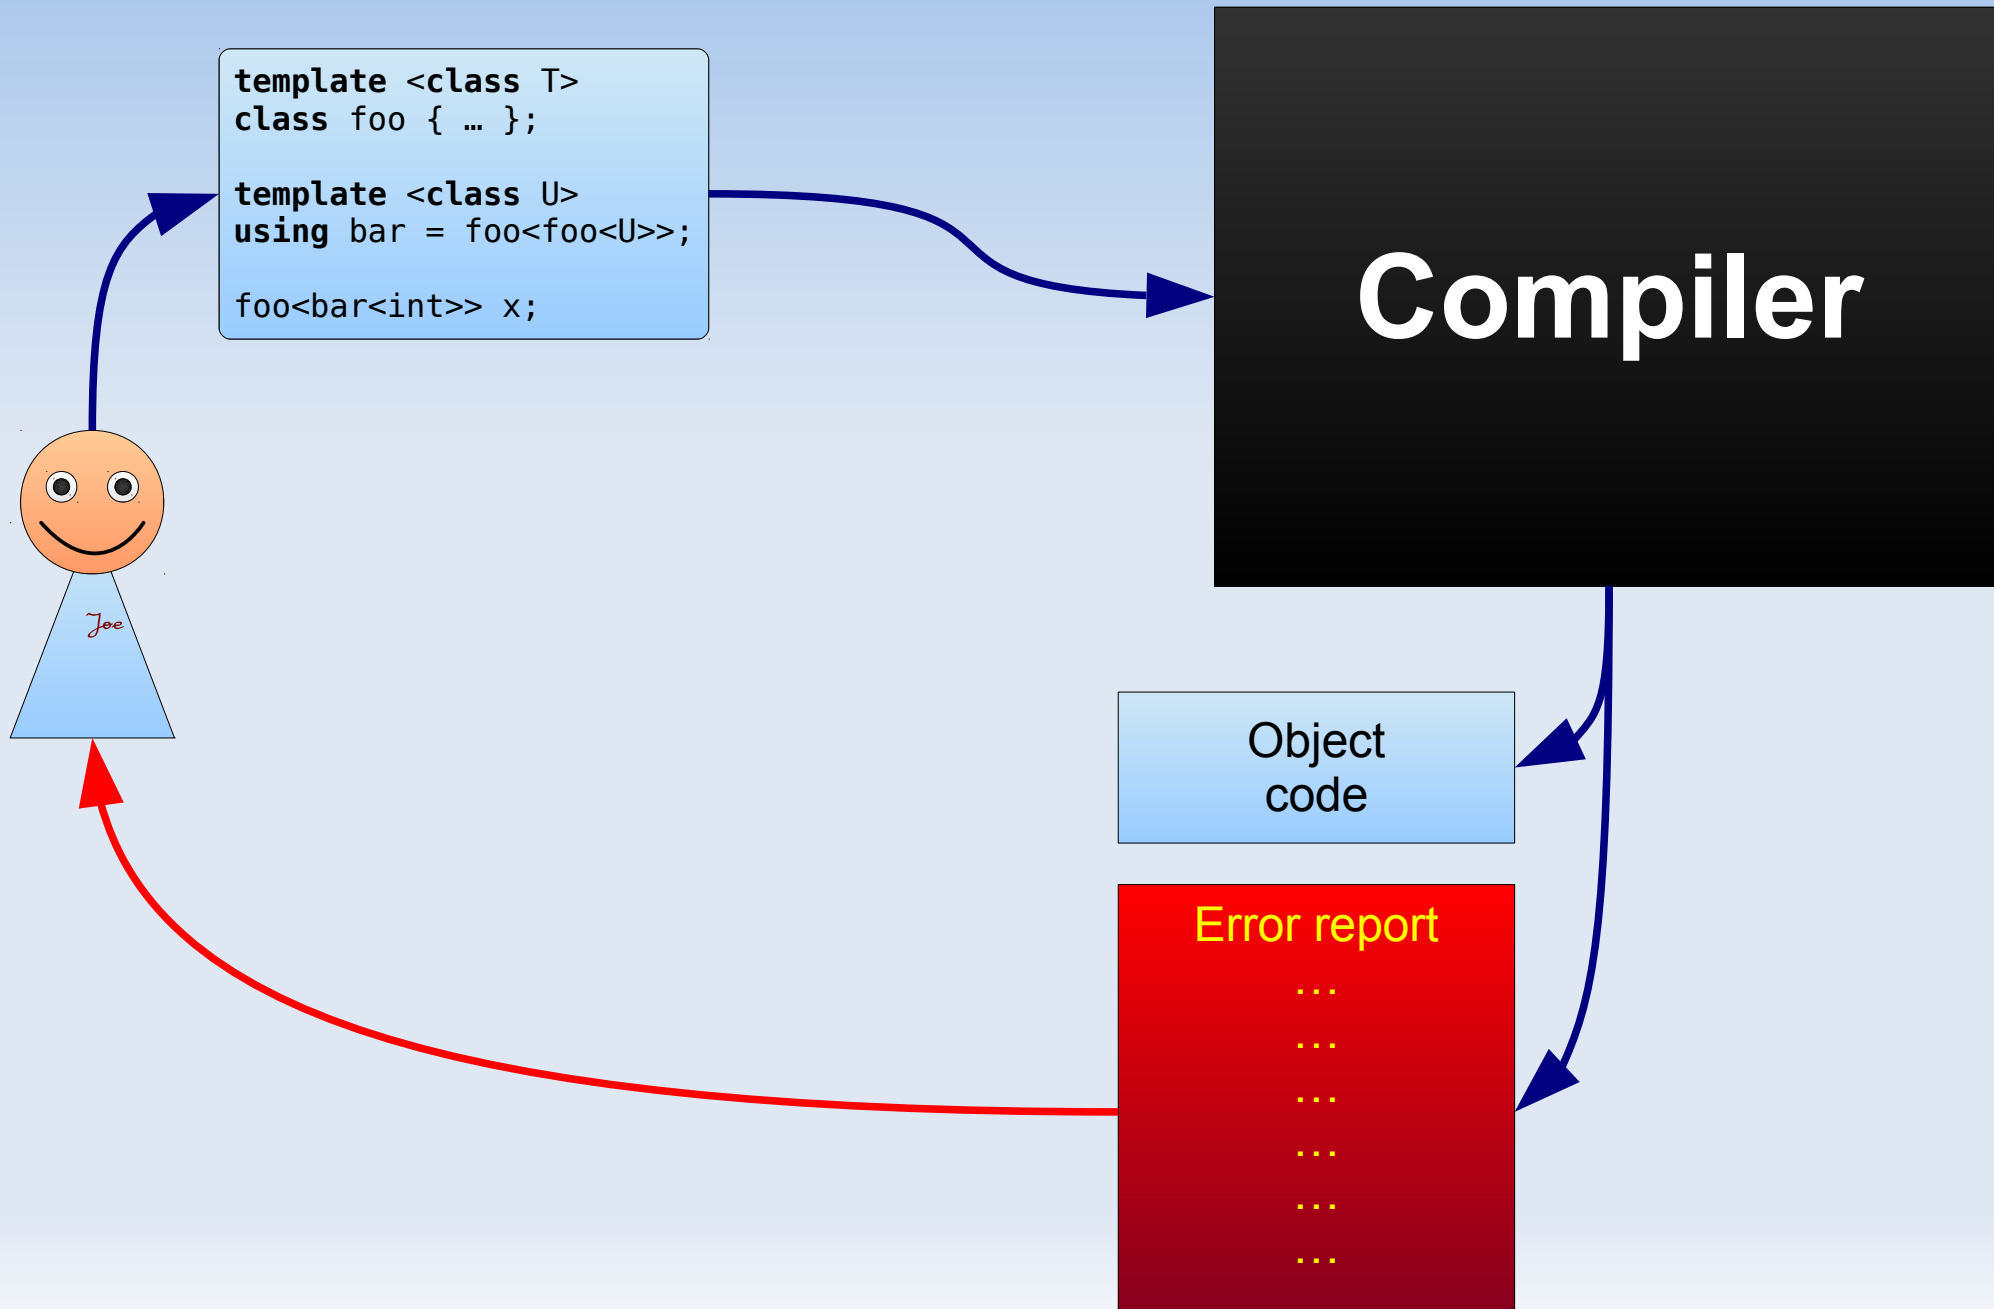 template <class T>
class foo { … };
template <class U>
using bar = foo<foo<U>>;
foo<bar<int>> x;
Compiler
Joe
Object
code
Error report
...
...
...
...
...
...